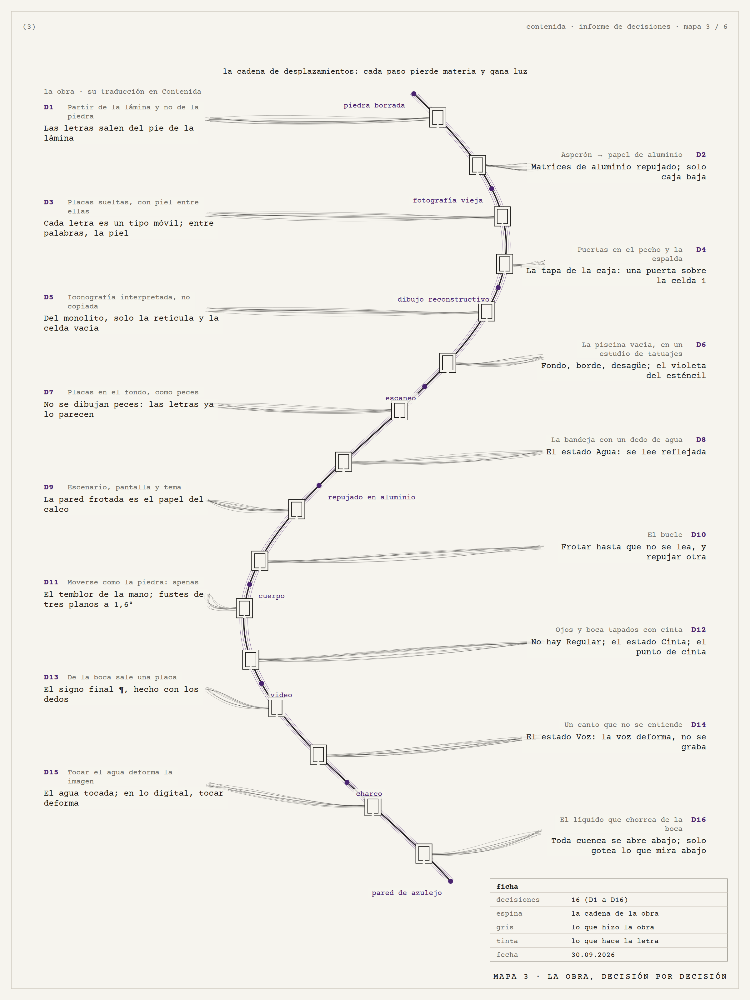 (3)
contenida · informe de decisiones · mapa 3 / 6
la cadena de desplazamientos: cada paso pierde materia y gana luz
la obra · su traducción en Contenida
piedra borrada
D1 Partir de la lámina y no de la
piedra
Las letras salen del pie de la
lámina
Asperón → papel de aluminio D2
Matrices de aluminio repujado; solo
caja baja
fotografía vieja
D3 Placas sueltas, con piel entre
ellas
Cada letra es un tipo móvil; entre
palabras, la piel
Puertas en el pecho y la D4
espalda
La tapa de la caja: una puerta sobre
la celda 1
dibujo reconstructivo
D5 Iconografía interpretada, no
copiada
Del monolito, solo la retícula y la
celda vacía
La piscina vacía, en un D6
estudio de tatuajes
Fondo, borde, desagüe; el violeta
del esténcil
escaneo
D7 Placas en el fondo, como peces
No se dibujan peces: las letras ya
lo parecen
La bandeja con un dedo de agua D8
El estado Agua: se lee reflejada
repujado en aluminio
D9 Escenario, pantalla y tema
La pared frotada es el papel del
calco
El bucle D10
Frotar hasta que no se lea, y
repujar otra
cuerpo
D11 Moverse como la piedra: apenas
El temblor de la mano; fustes de
tres planos a 1,6°
Ojos y boca tapados con cinta D12
No hay Regular; el estado Cinta; el
punto de cinta
video
D13 De la boca sale una placa
El signo final ¶, hecho con los
dedos
Un canto que no se entiende D14
El estado Voz: la voz deforma, no se
graba
charco
D15 Tocar el agua deforma la
imagen
El agua tocada; en lo digital, tocar
deforma
El líquido que chorrea de la D16
boca
Toda cuenca se abre abajo; solo
gotea lo que mira abajo
pared de azulejo
ficha
decisiones 16 (D1 a D16)
espina la cadena de la obra
gris lo que hizo la obra
tinta lo que hace la letra
fecha 30.09.2026
MAPA 3 · LA OBRA, DECISIÓN POR DECISIÓN